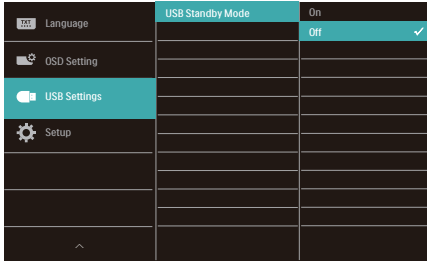 TXT
Language
OSD Setting
USB Settings
Setup
USB Standby Mode
On
Off